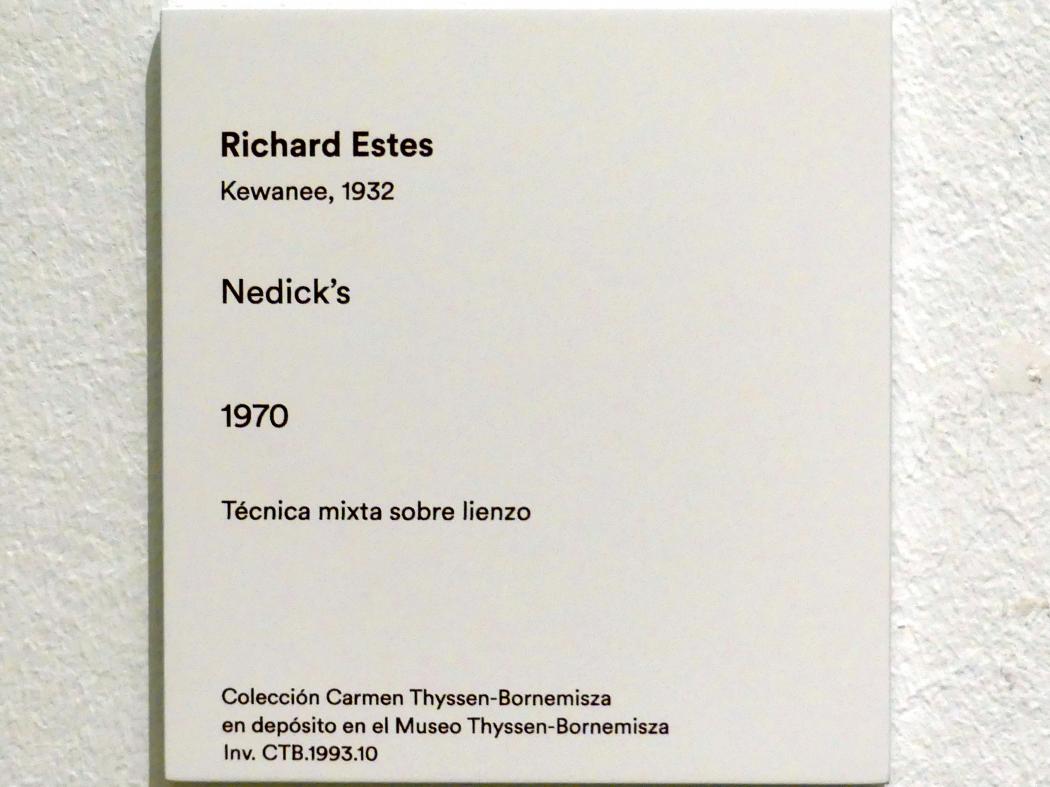 Richard Estes
Kewanee, 1932
Nedick’s
1970
Técnica mixta sobre lienzo
Colección Carmen Thyssen-Bornemisza
en depósito en el Museo Thyssen-Bornemisza
Inv. CTB.1993.10